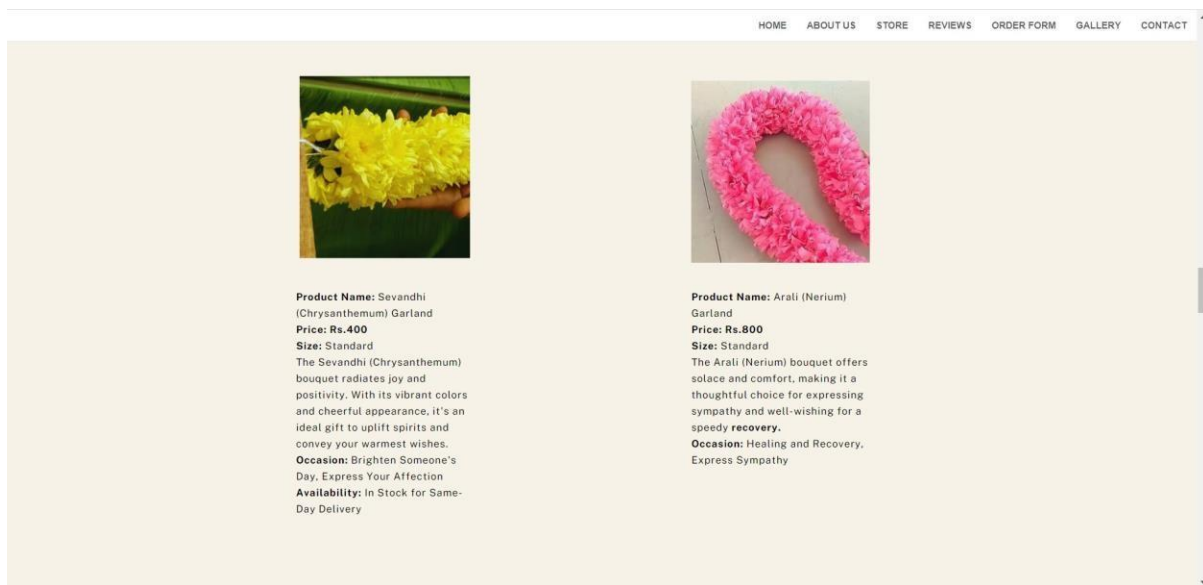 HOME ABOUT US STORE REVIEWS ORDER FORM GALLERY CONTACT
Product Name: Sevandhi
(Chrysanthemum) Garland
Price: Rs.400
Size: Standard
The Sevandhi (Chrysanthemum)
bouquet radiates joy and
positivity. With its vibrant colors
and cheerful appearance, it's an
ideal gift to uplift spirits and
convey your warmest wishes.
Occasion: Brighten Someone's
Day, Express Your Affection
Availability: In Stock for Same-
Day Delivery
Product Name: Arali (Nerium)
Garland
Price: Rs.800
Size: Standard
The Arali (Nerium) bouquet offers
solace and comfort, making it a
thoughtful choice for expressing
sympathy and well-wishing for a
speedy recovery.
Occasion: Healing and Recovery,
Express Sympathy